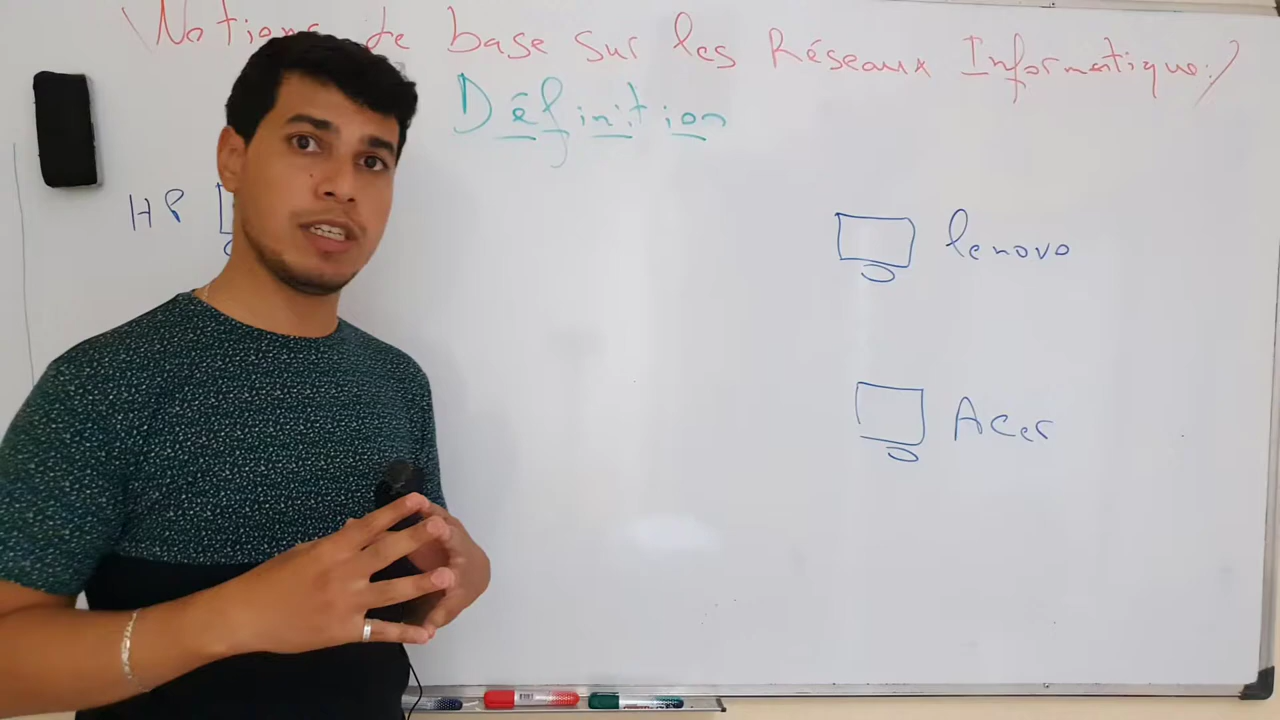 Notions de base sur les Réseaux Informatique:
Définition
HP
lenovo
Acer